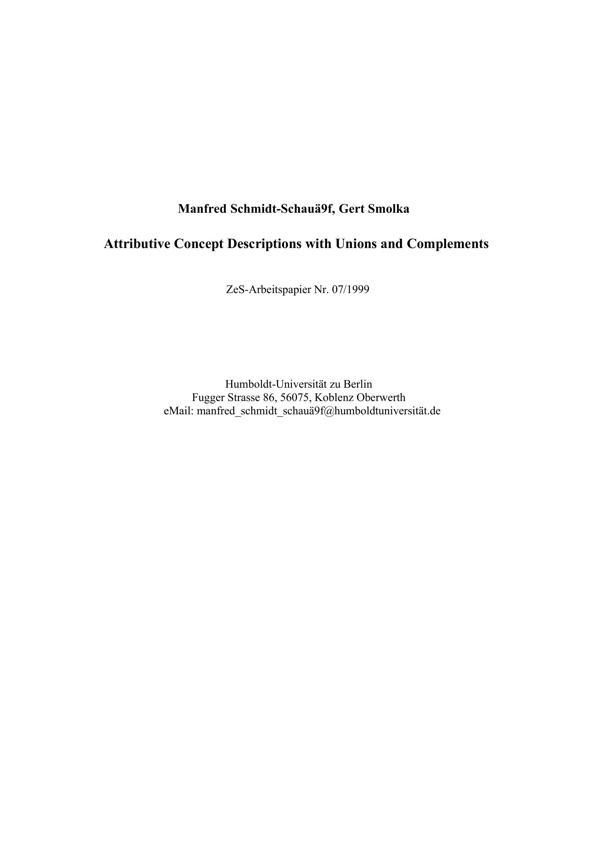 Manfred Schmidt-Schauä9f, Gert Smolka
Attributive Concept Descriptions with Unions and Complements
ZeS-Arbeitspapier Nr. 07/1999
Humboldt-Universität zu Berlin
Fugger Strasse 86, 56075, Koblenz Oberwerth
eMail: manfred_schmidt_schauä9f@humboldtuniversität.de